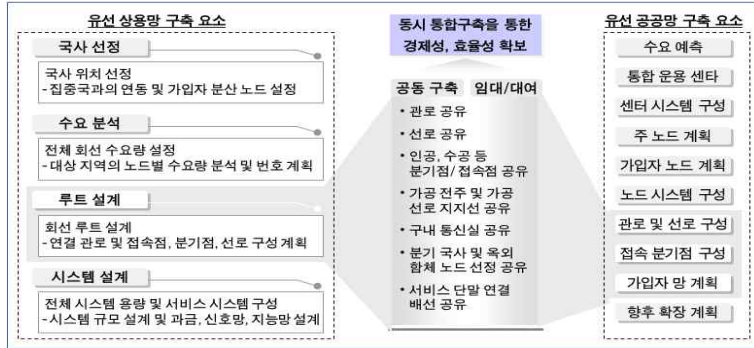 유선 상용망 구축 요소
국사 선정
국사 위치 선정
- 집중국과의 연동 및 가입자 분산 노드 설정
수요 분석
전체 회선 수요량 설정
- 대상 지역의 노드별 수요량 분석 및 번호 계획
루트 설계
회선 루트 설계
- 연결 관로 및 접속점, 분기점, 선로 구성 계획
시스템 설계
전체 시스템 용량 및 서비스 시스템 구성
- 시스템 규모 설계 및 과금, 신호망, 지능망 설계
동시 통합구축을 통한
경제성, 효율성 확보
공동 구축
임대/대여
• 관로 공유
• 선로 공유
• 인공, 수공 등
분기점/ 접속점 공유
• 가공 전주 및 가공
선로 지지선 공유
• 구내 통신실 공유
• 분기 국사 및 옥외
함체 노드 선정 공유
• 서비스 단말 연결
배선 공유
유선 공공망 구축 요소
수요 예측
통합 운용 센타
센터 시스템 구성
주 노드 계획
가입자 노드 계획
노드 시스템 구성
관로 및 선로 구성
접속 분기점 구성
가입자 망 계획
향후 확장 계획